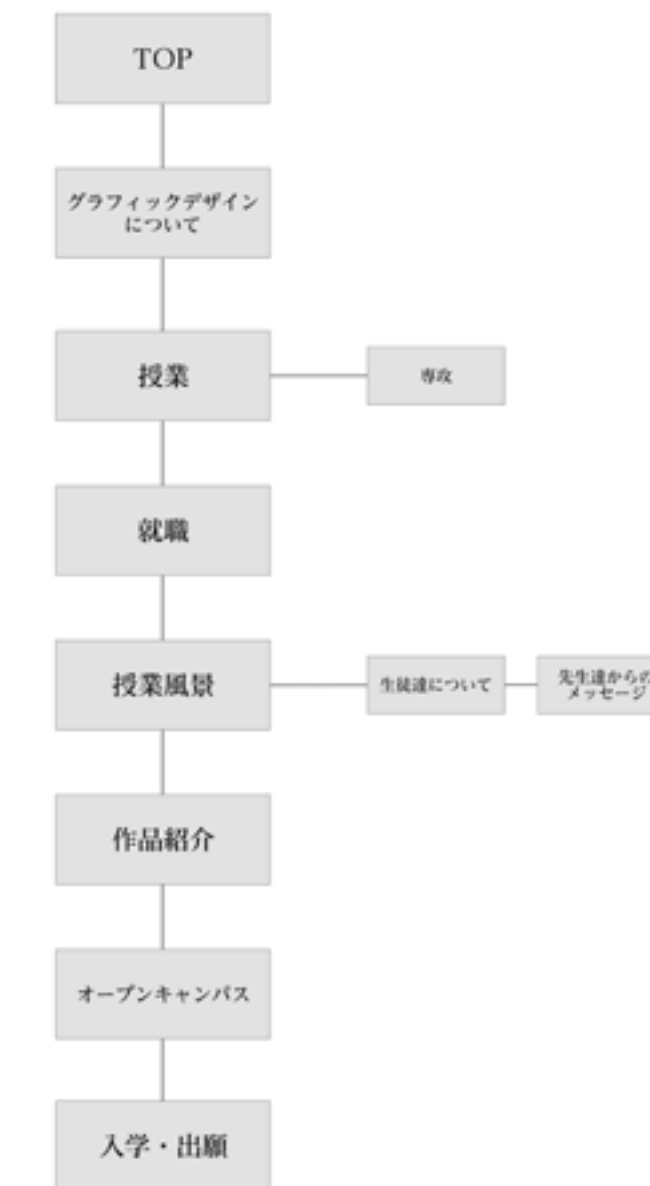 TOP
グラフィックデザイン
について
授業
専攻
就職
授業風景
生徒達について
先生達からの
メッセージ
作品紹介
オープンキャンパス
入学・出願